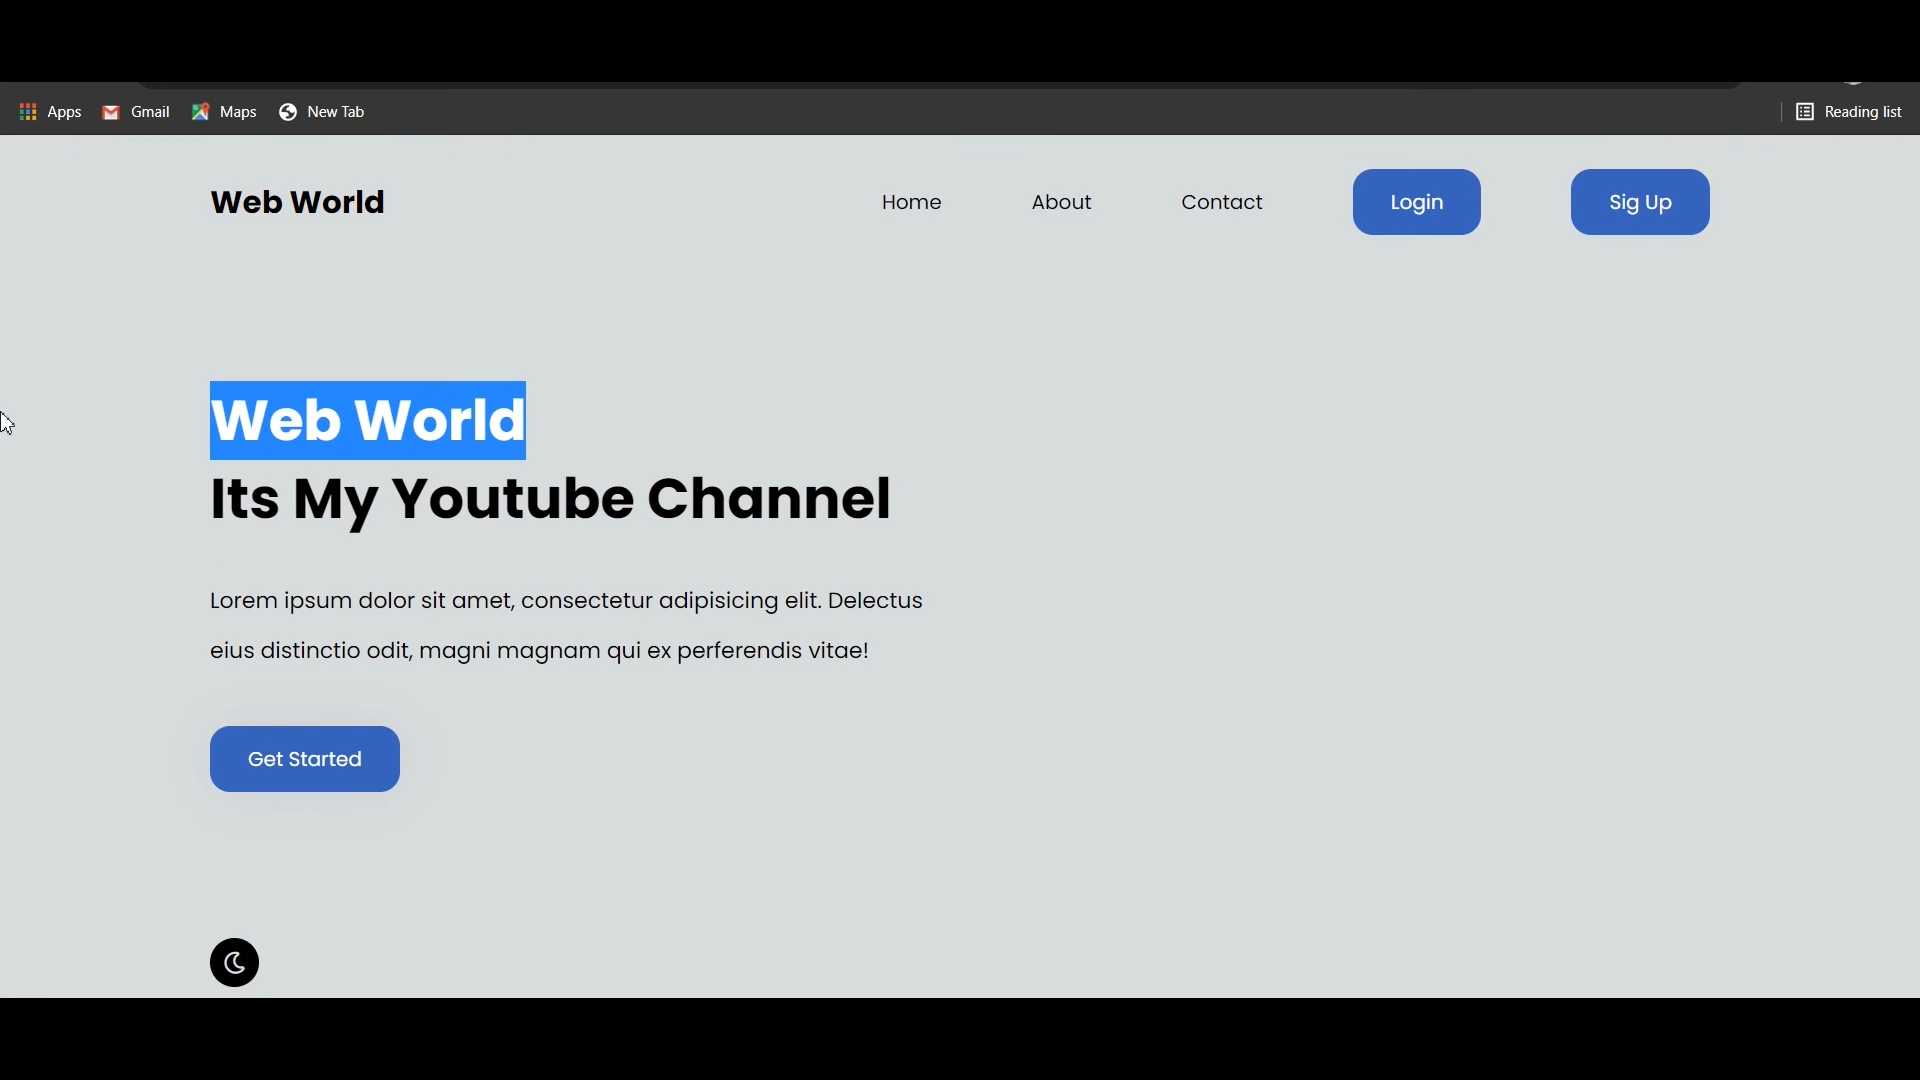 Apps Gmail Maps New Tab Reading list
Web World Home About Contact Login Sig Up
Web World
Its My Youtube Channel
Lorem ipsum dolor sit amet, consectetur adipisicing elit. Delectus
eius distinctio odit, magni magnam qui ex perferendis vitae!
Get Started